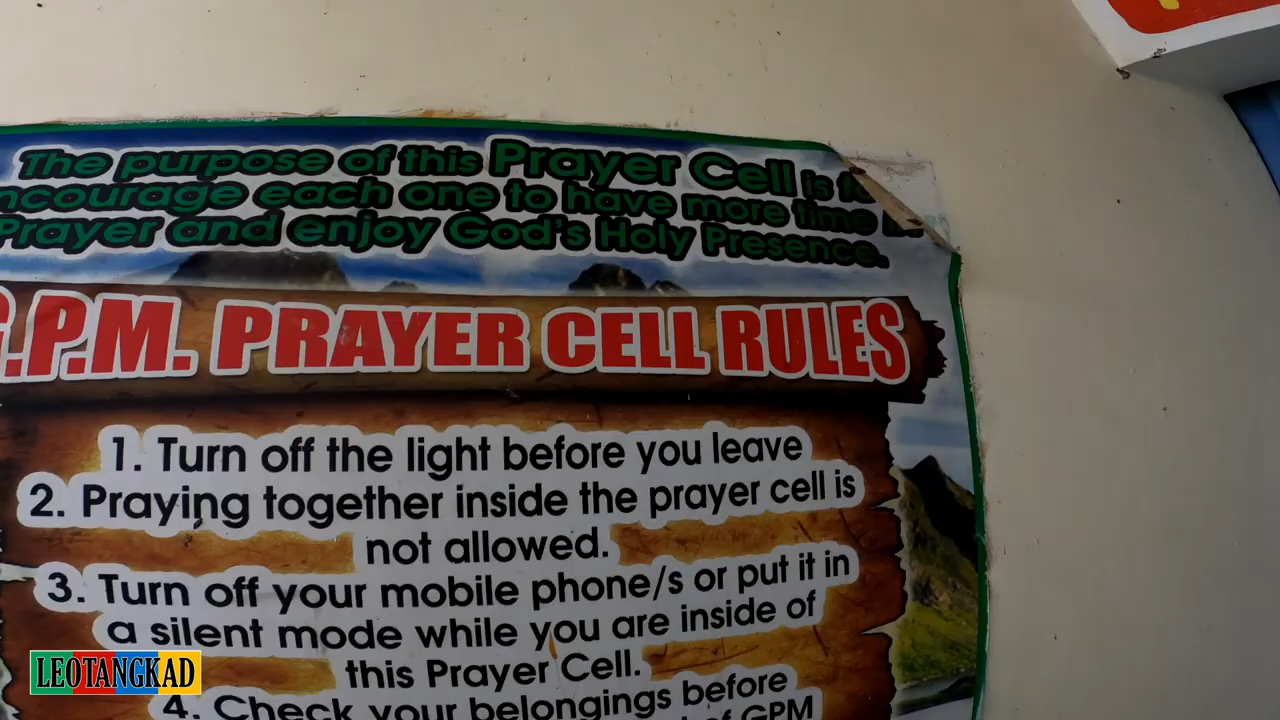 The purpose of this Prayer Cell is
encourage each one to have more time
Prayer and enjoy God's Holy Presence.
.P.M. PRAYER CELL RULES
1. Turn off the light before you leave
2. Praying together inside the prayer cell is
not allowed.
3. Turn off your mobile phone/s or put it in
a silent mode while you are inside of
this Prayer Cell.
4. Check your belongings before
of GPM
LEOTANGKAD